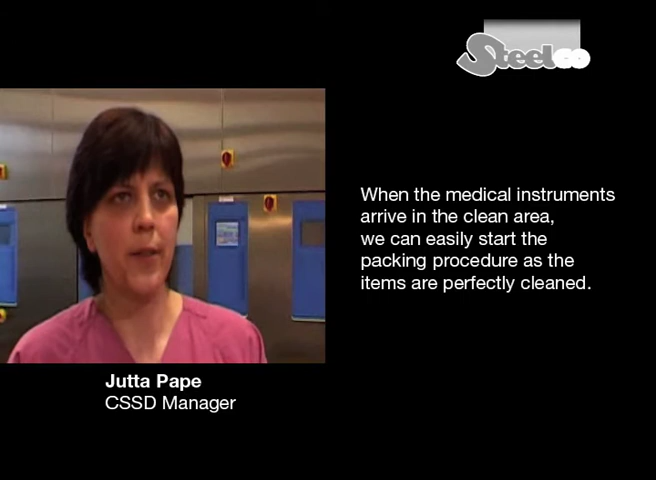 Steelco
When the medical instruments
arrive in the clean area,
we can easily start the
packing procedure as the
items are perfectly cleaned.
Jutta Pape
CSSD Manager